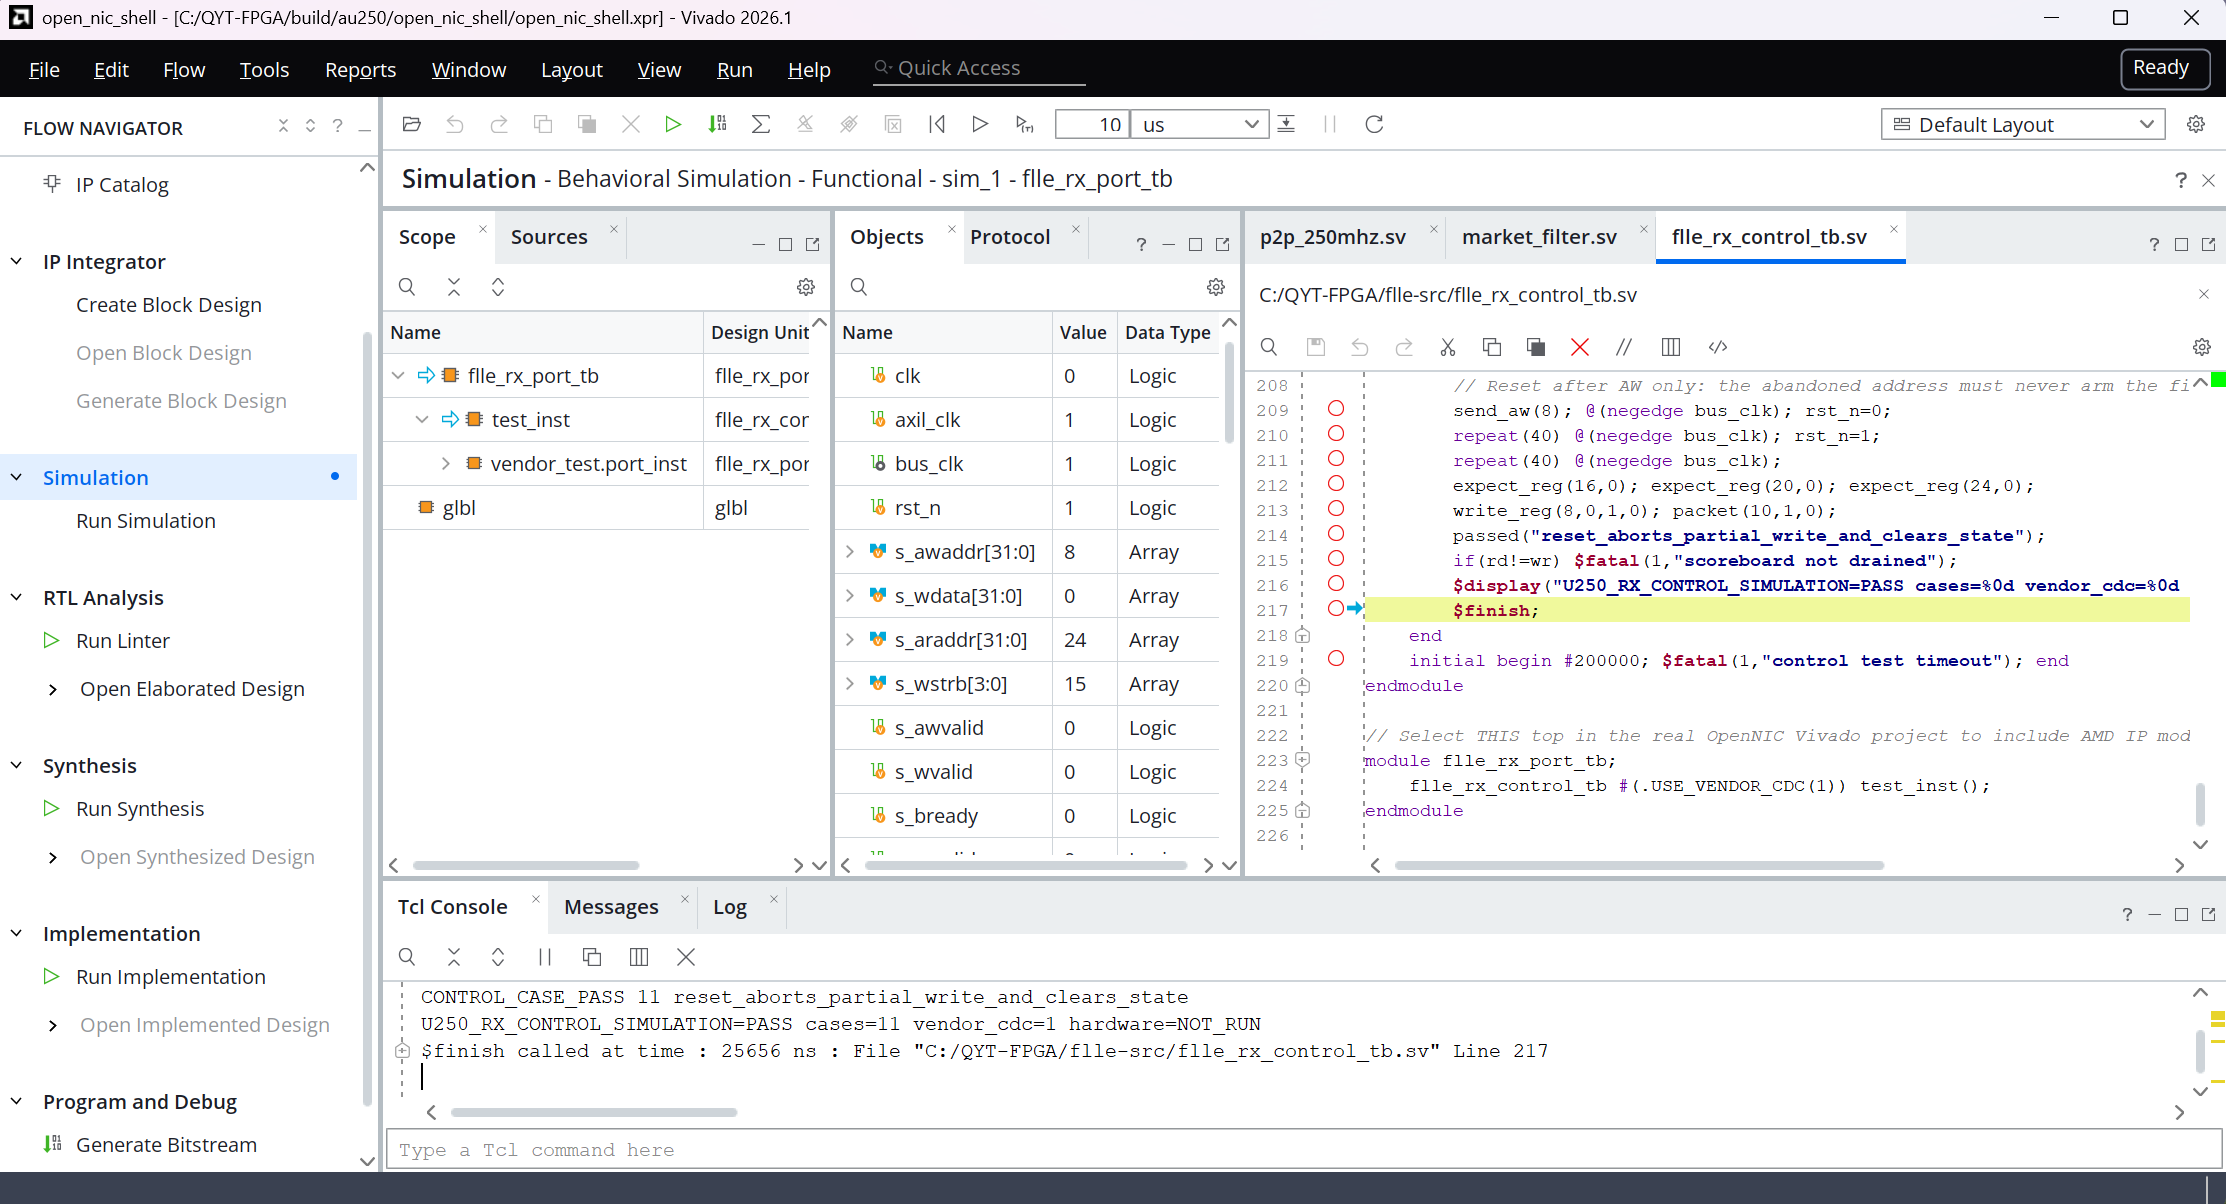 open_nic_shell - [C:/QYT-FPGA/build/au250/open_nic_shell/open_nic_shell.xpr] - Vivado 2026.1
File Edit Flow Tools Reports Window Layout View Run Help Quick Access Ready
FLOW NAVIGATOR ? 10 us Default Layout
IP Catalog
IP Integrator
Create Block Design
Open Block Design
Generate Block Design
Simulation
Run Simulation
RTL Analysis
Run Linter
Open Elaborated Design
Synthesis
Run Synthesis
Open Synthesized Design
Implementation
Run Implementation
Open Implemented Design
Program and Debug
Generate Bitstream
Simulation - Behavioral Simulation - Functional - sim_1 - flle_rx_port_tb ?
Scope Sources
Name Design Unit
flle_rx_port_tb flle_rx_por
test_inst flle_rx_cor
vendor_test.port_inst flle_rx_por
glbl glbl
Objects Protocol ?
Name Value Data Type
clk 0 Logic
axil_clk 1 Logic
bus_clk 1 Logic
rst_n 1 Logic
s_awaddr[31:0] 8 Array
s_wdata[31:0] 0 Array
s_araddr[31:0] 24 Array
s_wstrb[3:0] 15 Array
s_awvalid 0 Logic
s_wvalid 0 Logic
s_bready 0 Logic
p2p_250mhz.sv market_filter.sv flle_rx_control_tb.sv ?
C:/QYT-FPGA/flle-src/flle_rx_control_tb.sv
208 // Reset after AW only: the abandoned address must never arm the fi
209 send_aw(8); @(negedge bus_clk); rst_n=0;
210 repeat(40) @(negedge bus_clk); rst_n=1;
211 repeat(40) @(negedge bus_clk);
212 expect_reg(16,0); expect_reg(20,0); expect_reg(24,0);
213 write_reg(8,0,1,0); packet(10,1,0);
214 passed("reset_aborts_partial_write_and_clears_state");
215 if(rd!=wr) $fatal(1,"scoreboard not drained");
216 $display("U250_RX_CONTROL_SIMULATION=PASS cases=%0d vendor_cdc=%0d
217 $finish;
218 end
219 initial begin #200000; $fatal(1,"control test timeout"); end
220 endmodule
221
222 // Select THIS top in the real OpenNIC Vivado project to include AMD IP mod
223 module flle_rx_port_tb;
224 flle_rx_control_tb #(.USE_VENDOR_CDC(1)) test_inst();
225 endmodule
226
Tcl Console Messages Log ?
CONTROL_CASE_PASS 11 reset_aborts_partial_write_and_clears_state
U250_RX_CONTROL_SIMULATION=PASS cases=11 vendor_cdc=1 hardware=NOT_RUN
$finish called at time : 25656 ns : File "C:/QYT-FPGA/flle-src/flle_rx_control_tb.sv" Line 217
Type a Tcl command here